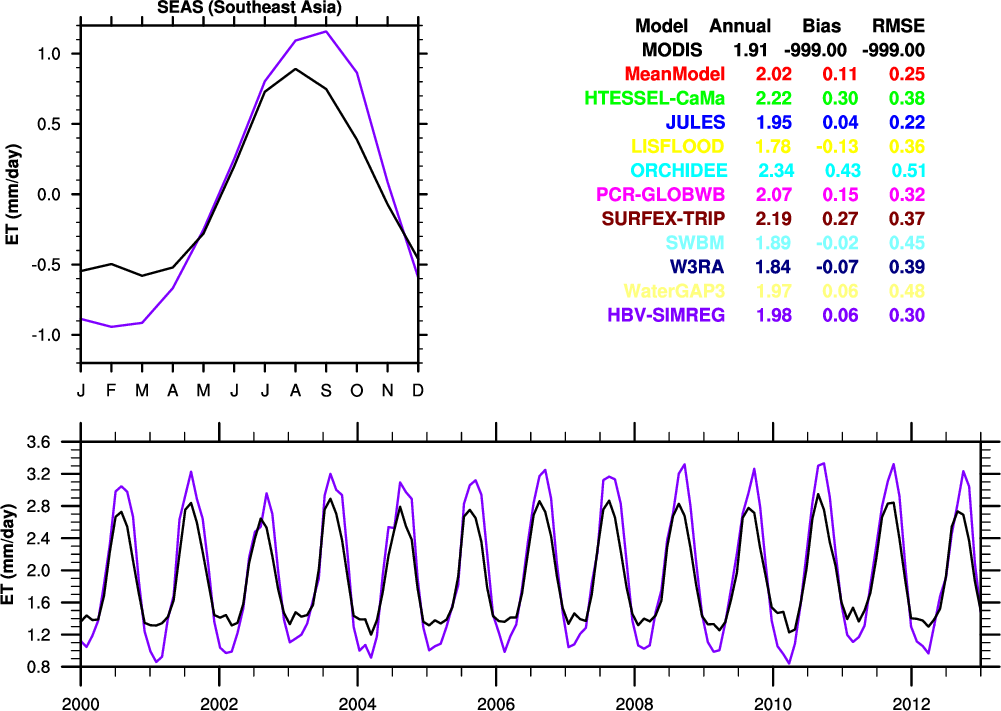 SEAS (Southeast Asia)
ET (mm/day)
1.0
0.5
0.0
-0.5
-1.0
J F M A M J J A S O N D
Model Annual Bias RMSE
MODIS 1.91 -999.00 -999.00
MeanModel 2.02 0.11 0.25
HTESSEL-CaMa 2.22 0.30 0.38
JULES 1.95 0.04 0.22
LISFLOOD 1.78 -0.13 0.36
ORCHIDEE 2.34 0.43 0.51
PCR-GLOBWB 2.07 0.15 0.32
SURFEX-TRIP 2.19 0.27 0.37
SWBM 1.89 -0.02 0.45
W3RA 1.84 -0.07 0.39
WaterGAP3 1.97 0.06 0.48
HBV-SIMREG 1.98 0.06 0.30
ET (mm/day)
3.6
3.2
2.8
2.4
2.0
1.6
1.2
0.8
2000 2002 2004 2006 2008 2010 2012